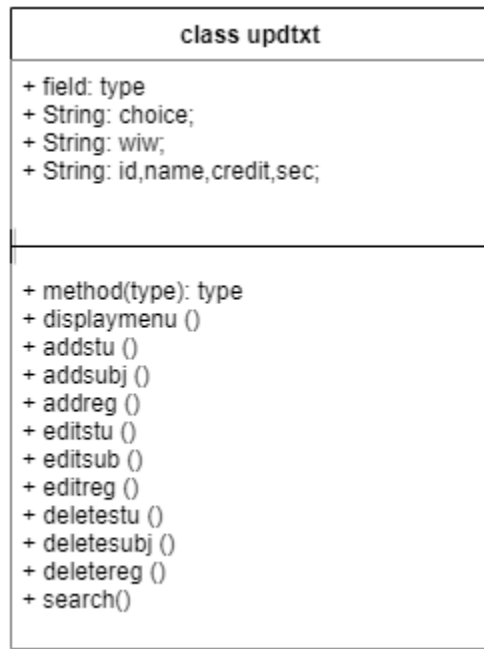 class updtxt
+ field: type
+ String: choice;
+ String: wiw;
+ String: id,name,credit,sec;
+ method(type): type
+ displaymenu ()
+ addstu ()
+ addsubj ()
+ addreg ()
+ editstu ()
+ editsub ()
+ editreg ()
+ deletestu ()
+ deletesubj ()
+ deletereg ()
+ search()